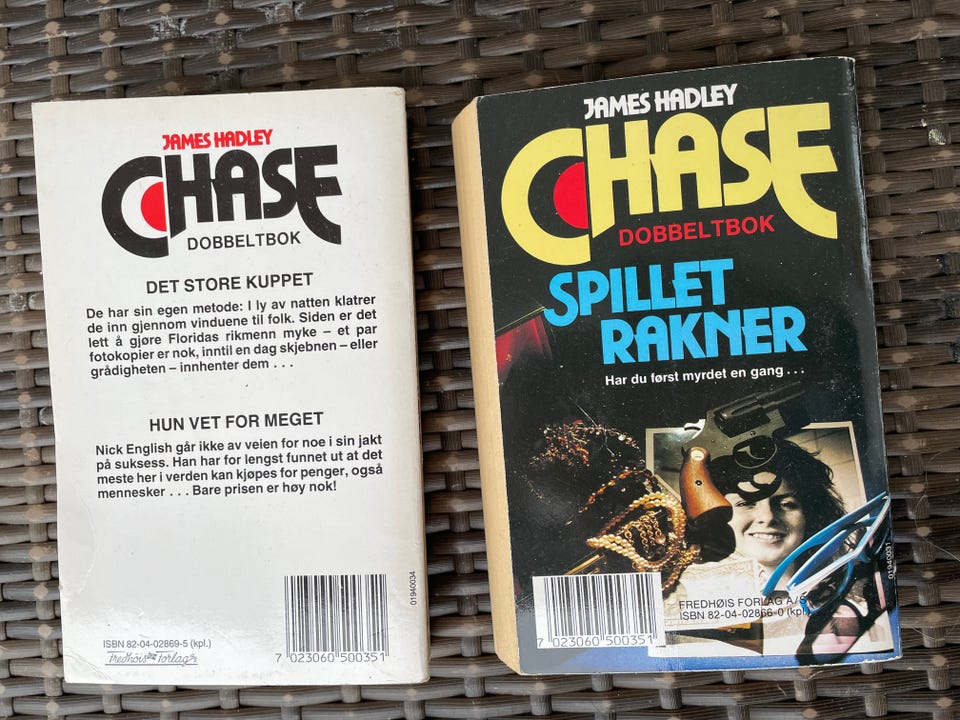 JAMES HADLEY
CHASE
DOBBELTBOK
DET STORE KUPPET
De har sin egen metode: I ly av natten klatrer
de inn gjennom vinduene til folk. Siden er det
lett å gjøre Floridas rikmenn myke – et par
fotokopier er nok, inntil en dag skjebnen – eller
grådigheten – innhenter dem . . .
HUN VET FOR MEGET
Nick English går ikke av veien for noe i sin jakt
på suksess. Han har for lengst funnet ut at det
meste her i verden kan kjøpes for penger, også
mennesker . . . Bare prisen er høy nok!
01940034
ISBN 82-04-02869-5 (kpl.)
Fredhøis Forlag A/S
7 023060 500351
JAMES HADLEY
CHASE
DOBBELTBOK
SPILLET
RAKNER
Har du først myrdet en gang . . .
01940031
FREDHØIS FORLAG A/S
ISBN 82-04-02866-0 (kpl.)
7 023060 500351